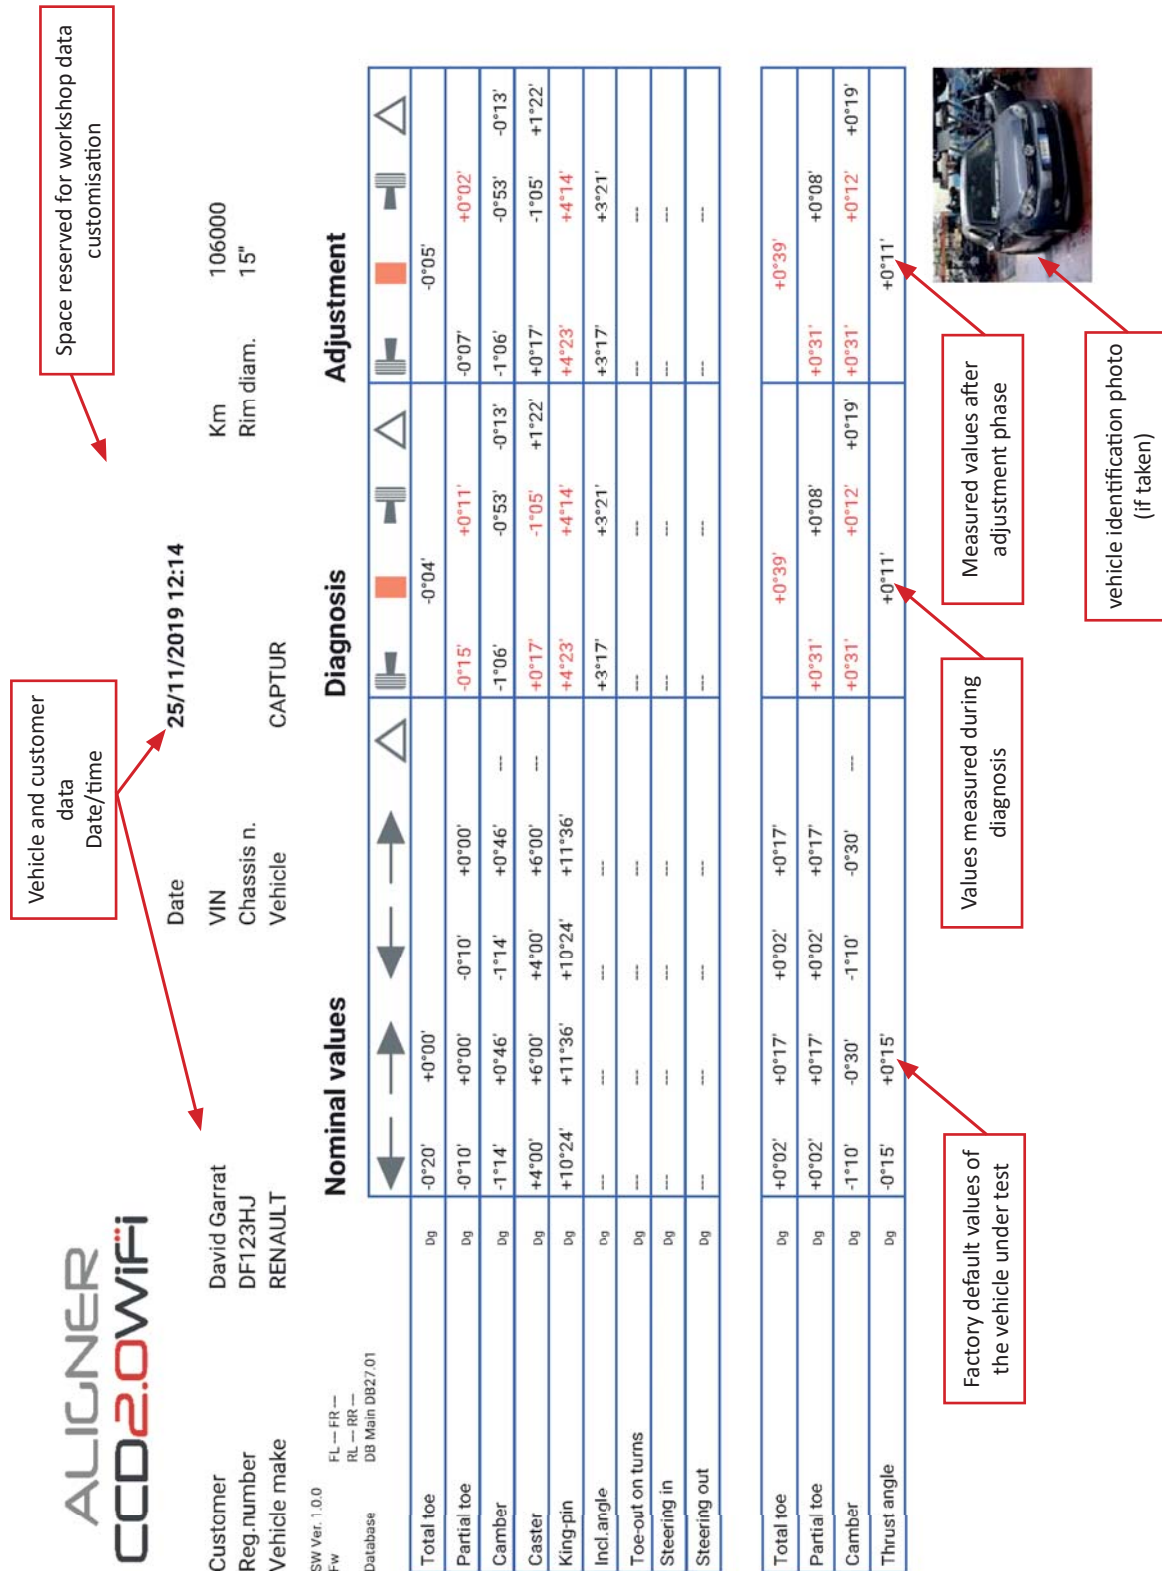 Space reserved for workshop data
customisation
Vehicle and customer
data
Date/time
ALIGNER
CCD2.0WiFi
Date 25/11/2019 12:14
Customer David Garrat VIN Km 106000
Reg.number DF123HJ Chassis n. Rim diam. 15"
Vehicle make RENAULT Vehicle CAPTUR
SW Ver. 1.0.0
Fw FL --- FR ---
RL --- RR ---
Database DB Main DB27.01
Nominal values Diagnosis Adjustment
Total toe Dg -0°20' +0°00' -0°04' -0°05'
Partial toe Dg -0°10' +0°00' -0°10' +0°00' -0°15' +0°11' -0°07' +0°02'
Camber Dg -1°14' +0°46' -1°14' +0°46' --- -1°06' -0°53' -0°13' -1°06' -0°53' -0°13'
Caster Dg +4°00' +6°00' +4°00' +6°00' --- +0°17' -1°05' +1°22' +0°17' -1°05' +1°22'
King-pin Dg +10°24' +11°36' +10°24' +11°36' +4°23' +4°14' +4°23' +4°14'
Incl.angle Dg --- --- --- --- +3°17' +3°21' +3°17' +3°21'
Toe-out on turns Dg --- --- --- --- --- --- --- ---
Steering in Dg --- --- --- --- --- --- --- ---
Steering out Dg --- --- --- --- --- --- --- ---
Total toe Dg +0°02' +0°17' +0°02' +0°17' +0°39' +0°39'
Partial toe Dg +0°02' +0°17' +0°02' +0°17' +0°31' +0°08' +0°31' +0°08'
Camber Dg -1°10' -0°30' -1°10' -0°30' --- +0°31' +0°12' +0°19' +0°31' +0°12' +0°19'
Thrust angle Dg -0°15' +0°15' +0°11' +0°11'
Factory default values of
the vehicle under test
Values measured during
diagnosis
Measured values after
adjustment phase
vehicle identification photo
(if taken)